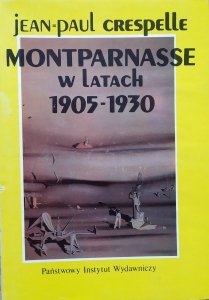 jean-paul crespelle
MONTPARNASSE
w latach
1905-1930
Państwowy Instytut Wydawniczy